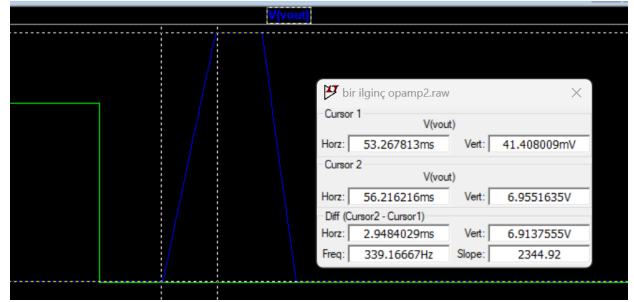 V(vout)
bir ilginç opamp2.raw
Cursor 1
V(vout)
Horz: 53.267813ms Vert: 41.408009mV
Cursor 2
V(vout)
Horz: 56.216216ms Vert: 6.9551635V
Diff (Cursor2 - Cursor1)
Horz: 2.9484029ms Vert: 6.9137555V
Freq: 339.16667Hz Slope: 2344.92